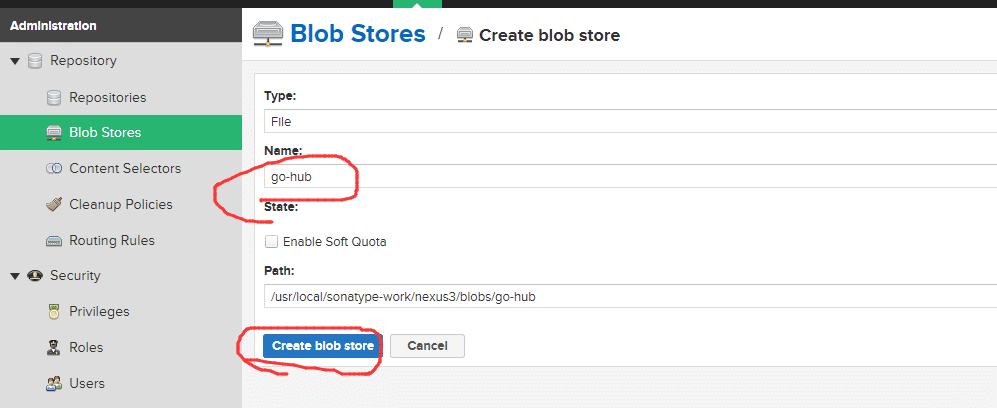 Administration
Repository
Repositories
Blob Stores
Content Selectors
Cleanup Policies
Routing Rules
Security
Privileges
Roles
Users
Blob Stores / Create blob store
Type:
File
Name:
go-hub
State:
Enable Soft Quota
Path:
/usr/local/sonatype-work/nexus3/blobs/go-hub
Create blob store Cancel